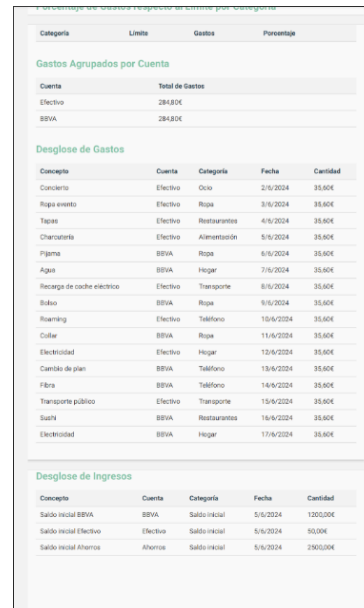 Porcentaje de Gastos respecto al Límite por Categoría
Categoría Límite Gastos Porcentaje
Gastos Agrupados por Cuenta
Cuenta Total de Gastos
Efectivo 284,80€
BBVA 284,80€
Desglose de Gastos
Concepto Cuenta Categoría Fecha Cantidad
Concierto Efectivo Ocio 2/6/2024 35,60€
Ropa evento Efectivo Ropa 3/6/2024 35,60€
Tapas Efectivo Restaurantes 4/6/2024 35,60€
Charcutería Efectivo Alimentación 5/6/2024 35,60€
Pijama BBVA Ropa 6/6/2024 35,60€
Agua BBVA Hogar 7/6/2024 35,60€
Recarga de coche eléctrico Efectivo Transporte 8/6/2024 35,60€
Bolso BBVA Ropa 9/6/2024 35,60€
Roaming Efectivo Teléfono 10/6/2024 35,60€
Collar BBVA Ropa 11/6/2024 35,60€
Electricidad Efectivo Hogar 12/6/2024 35,60€
Cambio de plan BBVA Teléfono 13/6/2024 35,60€
Fibra BBVA Teléfono 14/6/2024 35,60€
Transporte público Efectivo Transporte 15/6/2024 35,60€
Sushi BBVA Restaurantes 16/6/2024 35,60€
Electricidad BBVA Hogar 17/6/2024 35,60€
Desglose de Ingresos
Concepto Cuenta Categoría Fecha Cantidad
Saldo inicial BBVA BBVA Saldo inicial 5/6/2024 1200,00€
Saldo inicial Efectivo Efectivo Saldo inicial 5/6/2024 50,00€
Saldo inicial Ahorros Ahorros Saldo inicial 5/6/2024 2500,00€